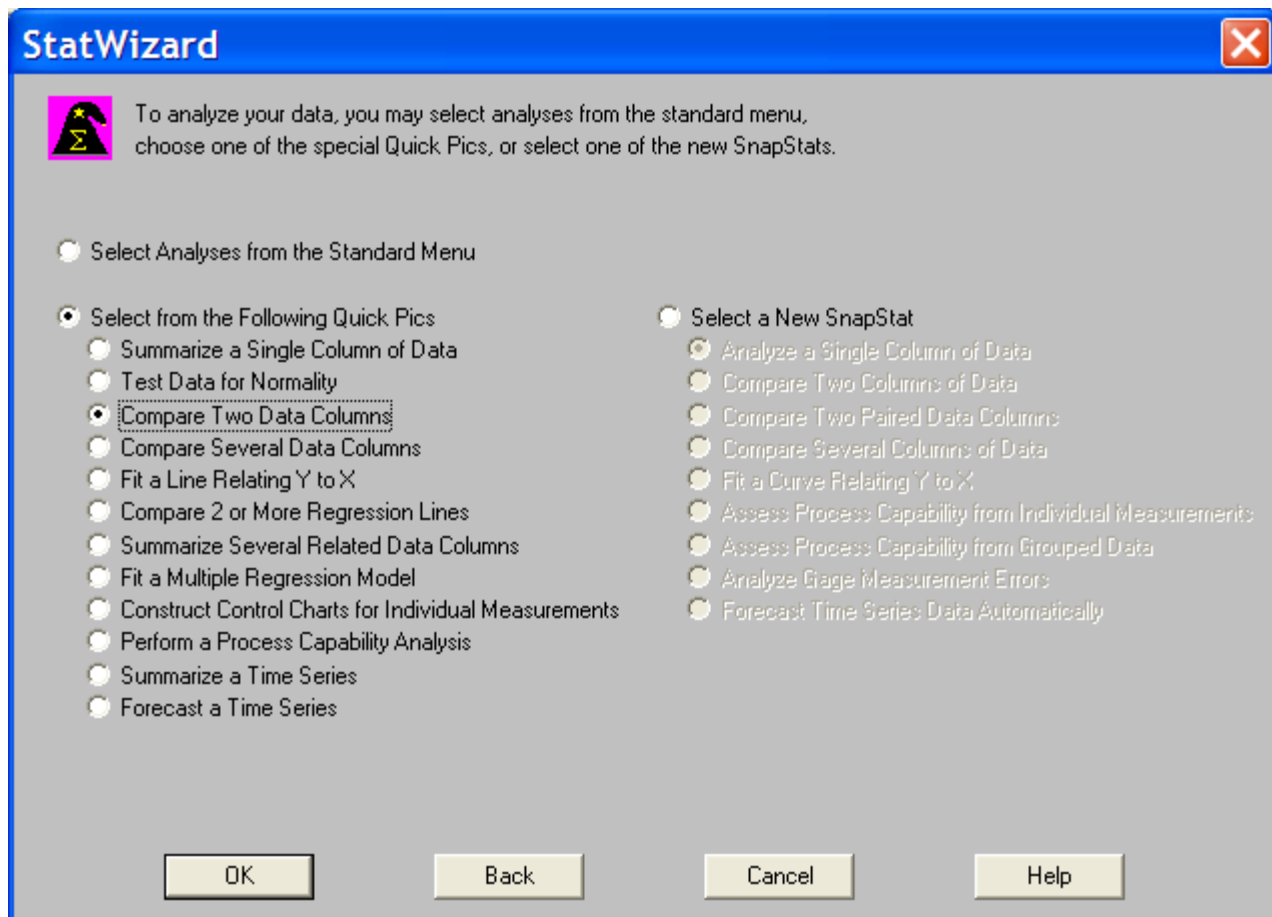 StatWizard
To analyze your data, you may select analyses from the standard menu,
choose one of the special Quick Pics, or select one of the new SnapStats.
Select Analyses from the Standard Menu
Select from the Following Quick Pics
Summarize a Single Column of Data
Test Data for Normality
Compare Two Data Columns
Compare Several Data Columns
Fit a Line Relating Y to X
Compare 2 or More Regression Lines
Summarize Several Related Data Columns
Fit a Multiple Regression Model
Construct Control Charts for Individual Measurements
Perform a Process Capability Analysis
Summarize a Time Series
Forecast a Time Series
Select a New SnapStat
Analyze a Single Column of Data
Compare Two Columns of Data
Compare Two Paired Data Columns
Compare Several Columns of Data
Fit a Curve Relating Y to X
Assess Process Capability from Individual Measurements
Assess Process Capability from Grouped Data
Analyze Gage Measurement Errors
Forecast Time Series Data Automatically
OK
Back
Cancel
Help